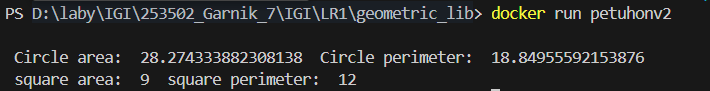 PS D:\laby\IGI\253502_Garnik_7\IGI\LR1\geometric_lib> docker run petuhonv2
Circle area:  28.274333882308138  Circle perimeter:  18.84955592153876
square area:  9  square perimeter:  12